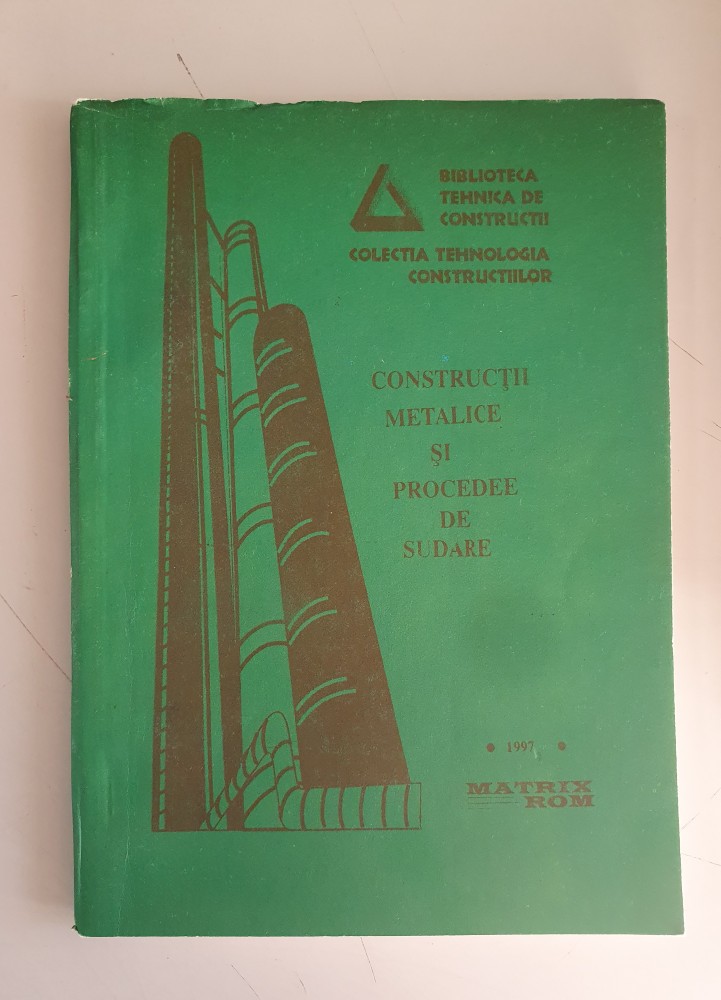 BIBLIOTECA
TEHNICA DE
CONSTRUCTII
COLECTIA TEHNOLOGIA
CONSTRUCTIILOR
CONSTRUCŢII
METALICE
ŞI
PROCEDEE
DE
SUDARE
• 1997 •
MATRIX
ROM